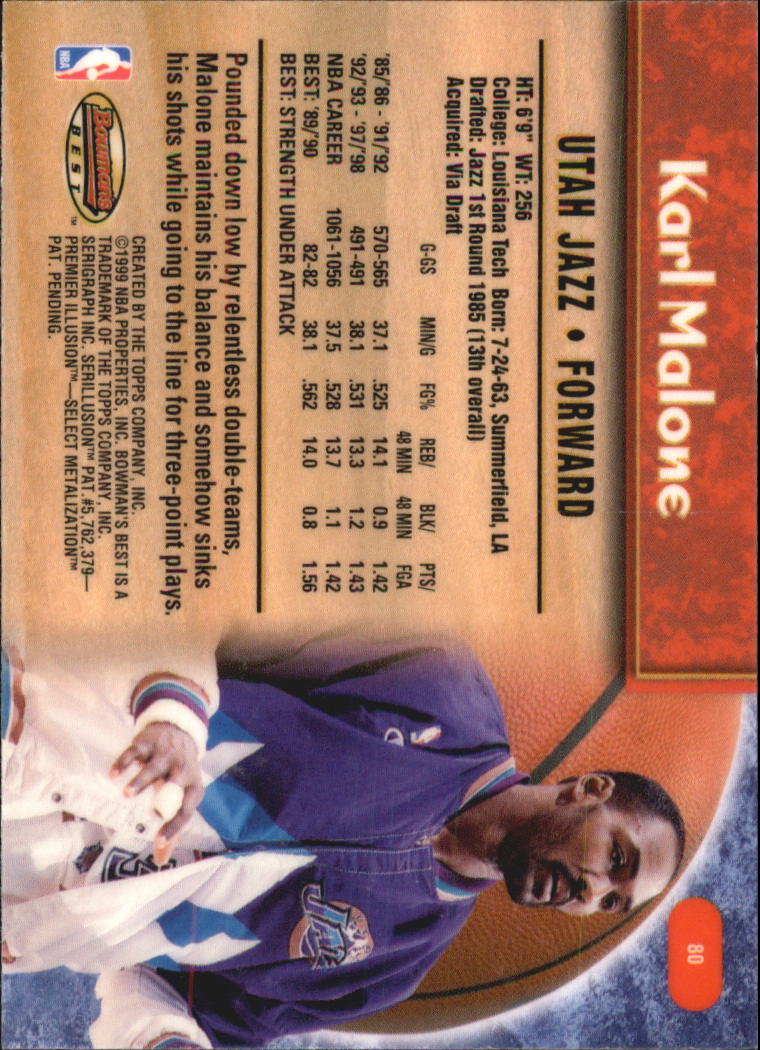 Karl Malone
80
UTAH JAZZ • FORWARD
HT: 6'9" WT: 256
College: Louisiana Tech Born: 7-24-63, Summerfield, LA
Drafted: Jazz 1st Round 1985 (13th overall)
Acquired: Via Draft
REB/ BLK/ PTS/
G-GS MIN/G FG% 48 MIN 48 MIN FGA
'85/'86 - '91/'92 570-565 37.1 .525 14.1 0.9 1.42
'92/'93 - '97/'98 491-491 38.1 .531 13.3 1.2 1.43
NBA CAREER 1061-1056 37.5 .528 13.7 1.1 1.42
BEST: '89/'90 82-82 38.1 .562 14.0 0.8 1.56
BEST: STRENGTH UNDER ATTACK
Pounded down low by relentless double-teams,
Malone maintains his balance and somehow sinks
his shots while going to the line for three-point plays.
NBA
Bowman's
BEST™
CREATED BY THE TOPPS COMPANY, INC.
©1999 NBA PROPERTIES, INC. BOWMAN'S BEST IS A
TRADEMARK OF THE TOPPS COMPANY, INC.
SERIGRAPH INC. SERILLUSION™ PAT.#5,762,379—
PREMIER ILLUSION™—SELECT METALIZATION™
PAT. PENDING.
JAZZ